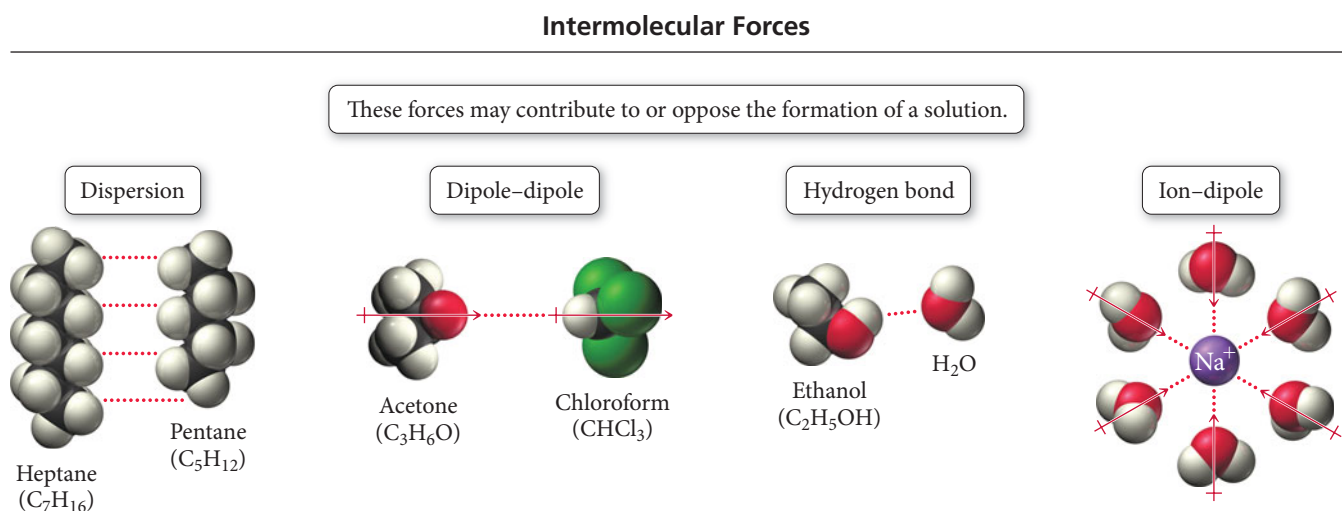 Intermolecular Forces
These forces may contribute to or oppose the formation of a solution.
Dispersion
Dipole–dipole
Hydrogen bond
Ion–dipole
Heptane
(C₇H₁₆)
Pentane
(C₅H₁₂)
Acetone
(C₃H₆O)
Chloroform
(CHCl₃)
Ethanol
(C₂H₅OH)
H₂O
Na⁺